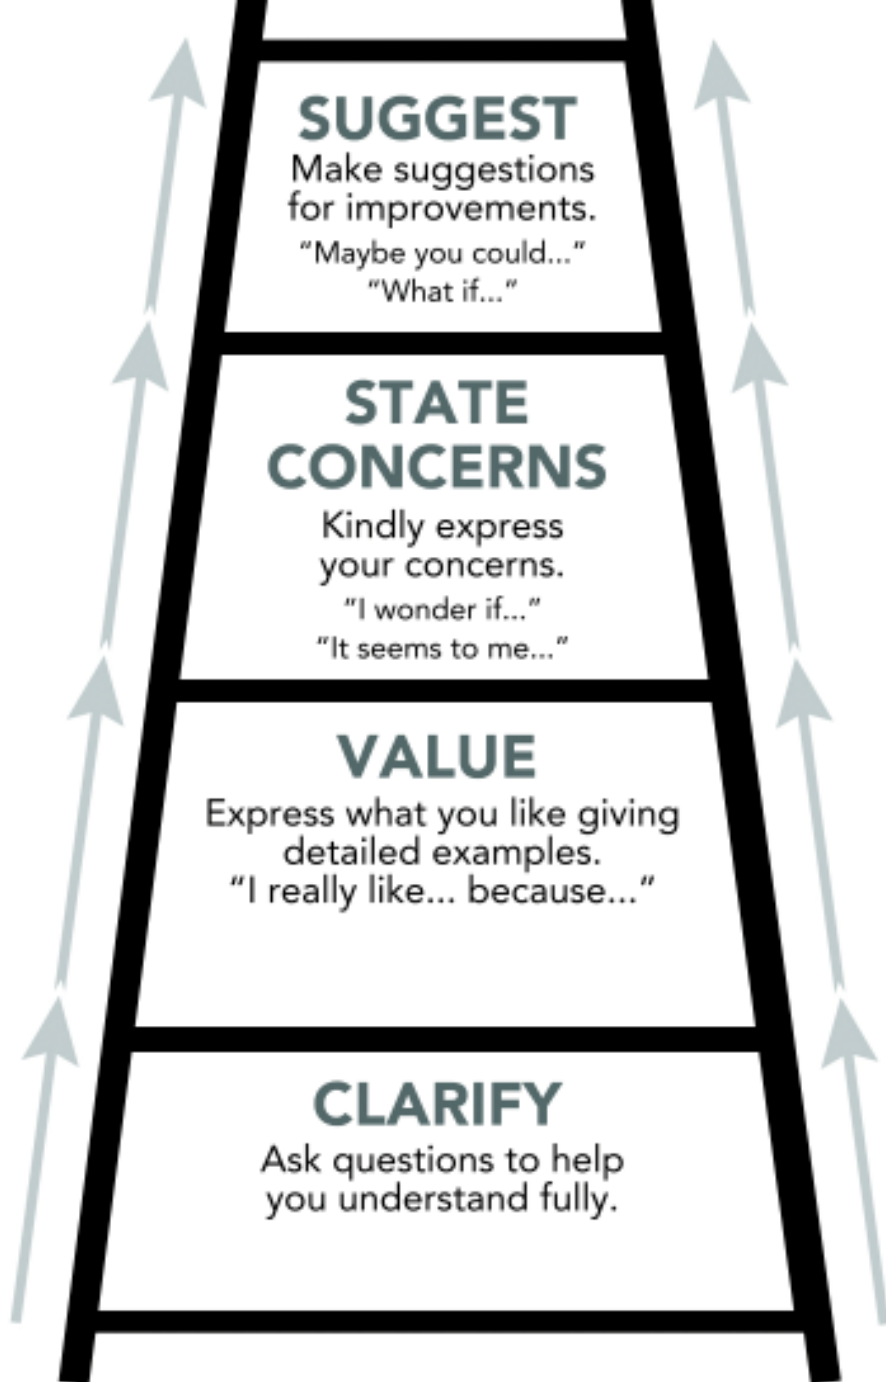 SUGGEST
Make suggestions
for improvements.
“Maybe you could...”
“What if...”
STATE
CONCERNS
Kindly express
your concerns.
“I wonder if...”
“It seems to me...”
VALUE
Express what you like giving
detailed examples.
“I really like... because...”
CLARIFY
Ask questions to help
you understand fully.